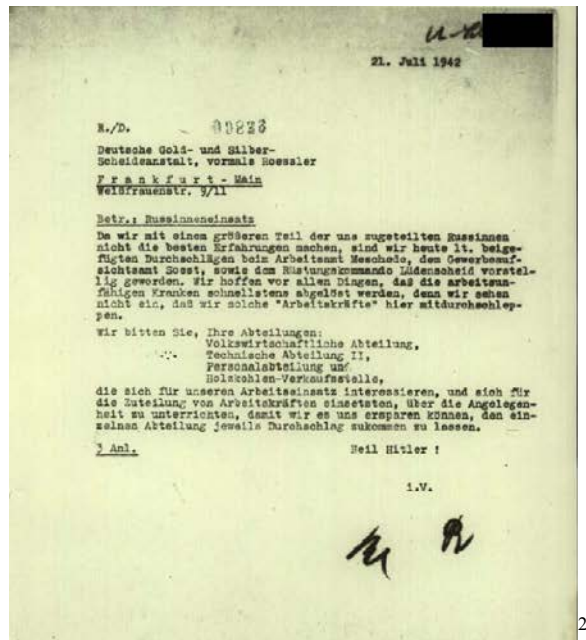 21. Juli 1942
R./D. 00826
Deutsche Gold- und Silber-
Scheideanstalt, vormals Roessler
Frankfurt - Main
Weißfrauenstr. 9/11
Betr.: Russinneneinsatz
Da wir mit einem größeren Teil der uns zugeteilten Russinnen
nicht die besten Erfahrungen machen, sind wir heute lt. beige-
fügten Durchschlägen beim Arbeitsamt Meschede, dem Gewerbeauf-
sichtsamt Soest, sowie dem Rüstungskommando Lüdenscheid vorstel-
lig geworden. Wir hoffen vor allen Dingen, daß die arbeitsun-
fähigen Kranken schnellstens abgelöst werden, denn wir sehen
nicht ein, daß wir solche "Arbeitskräfte" hier mitdurchschlep-
pen.
Wir bitten Sie, Ihre Abteilungen:
Volkswirtschaftliche Abteilung,
Technische Abteilung II,
Personalabteilung und
Holzkohlen-Verkaufsstelle,
die sich für unseren Arbeitseinsatz interessieren, und sich für
die Zuteilung von Arbeitskräften einsetzten, über die Angelegen-
heit zu unterrichten, damit wir es uns ersparen können, den ein-
zelnen Abteilung jeweils Durchschlag zukommen zu lassen.
3 Anl. Heil Hitler !
i.V.
2